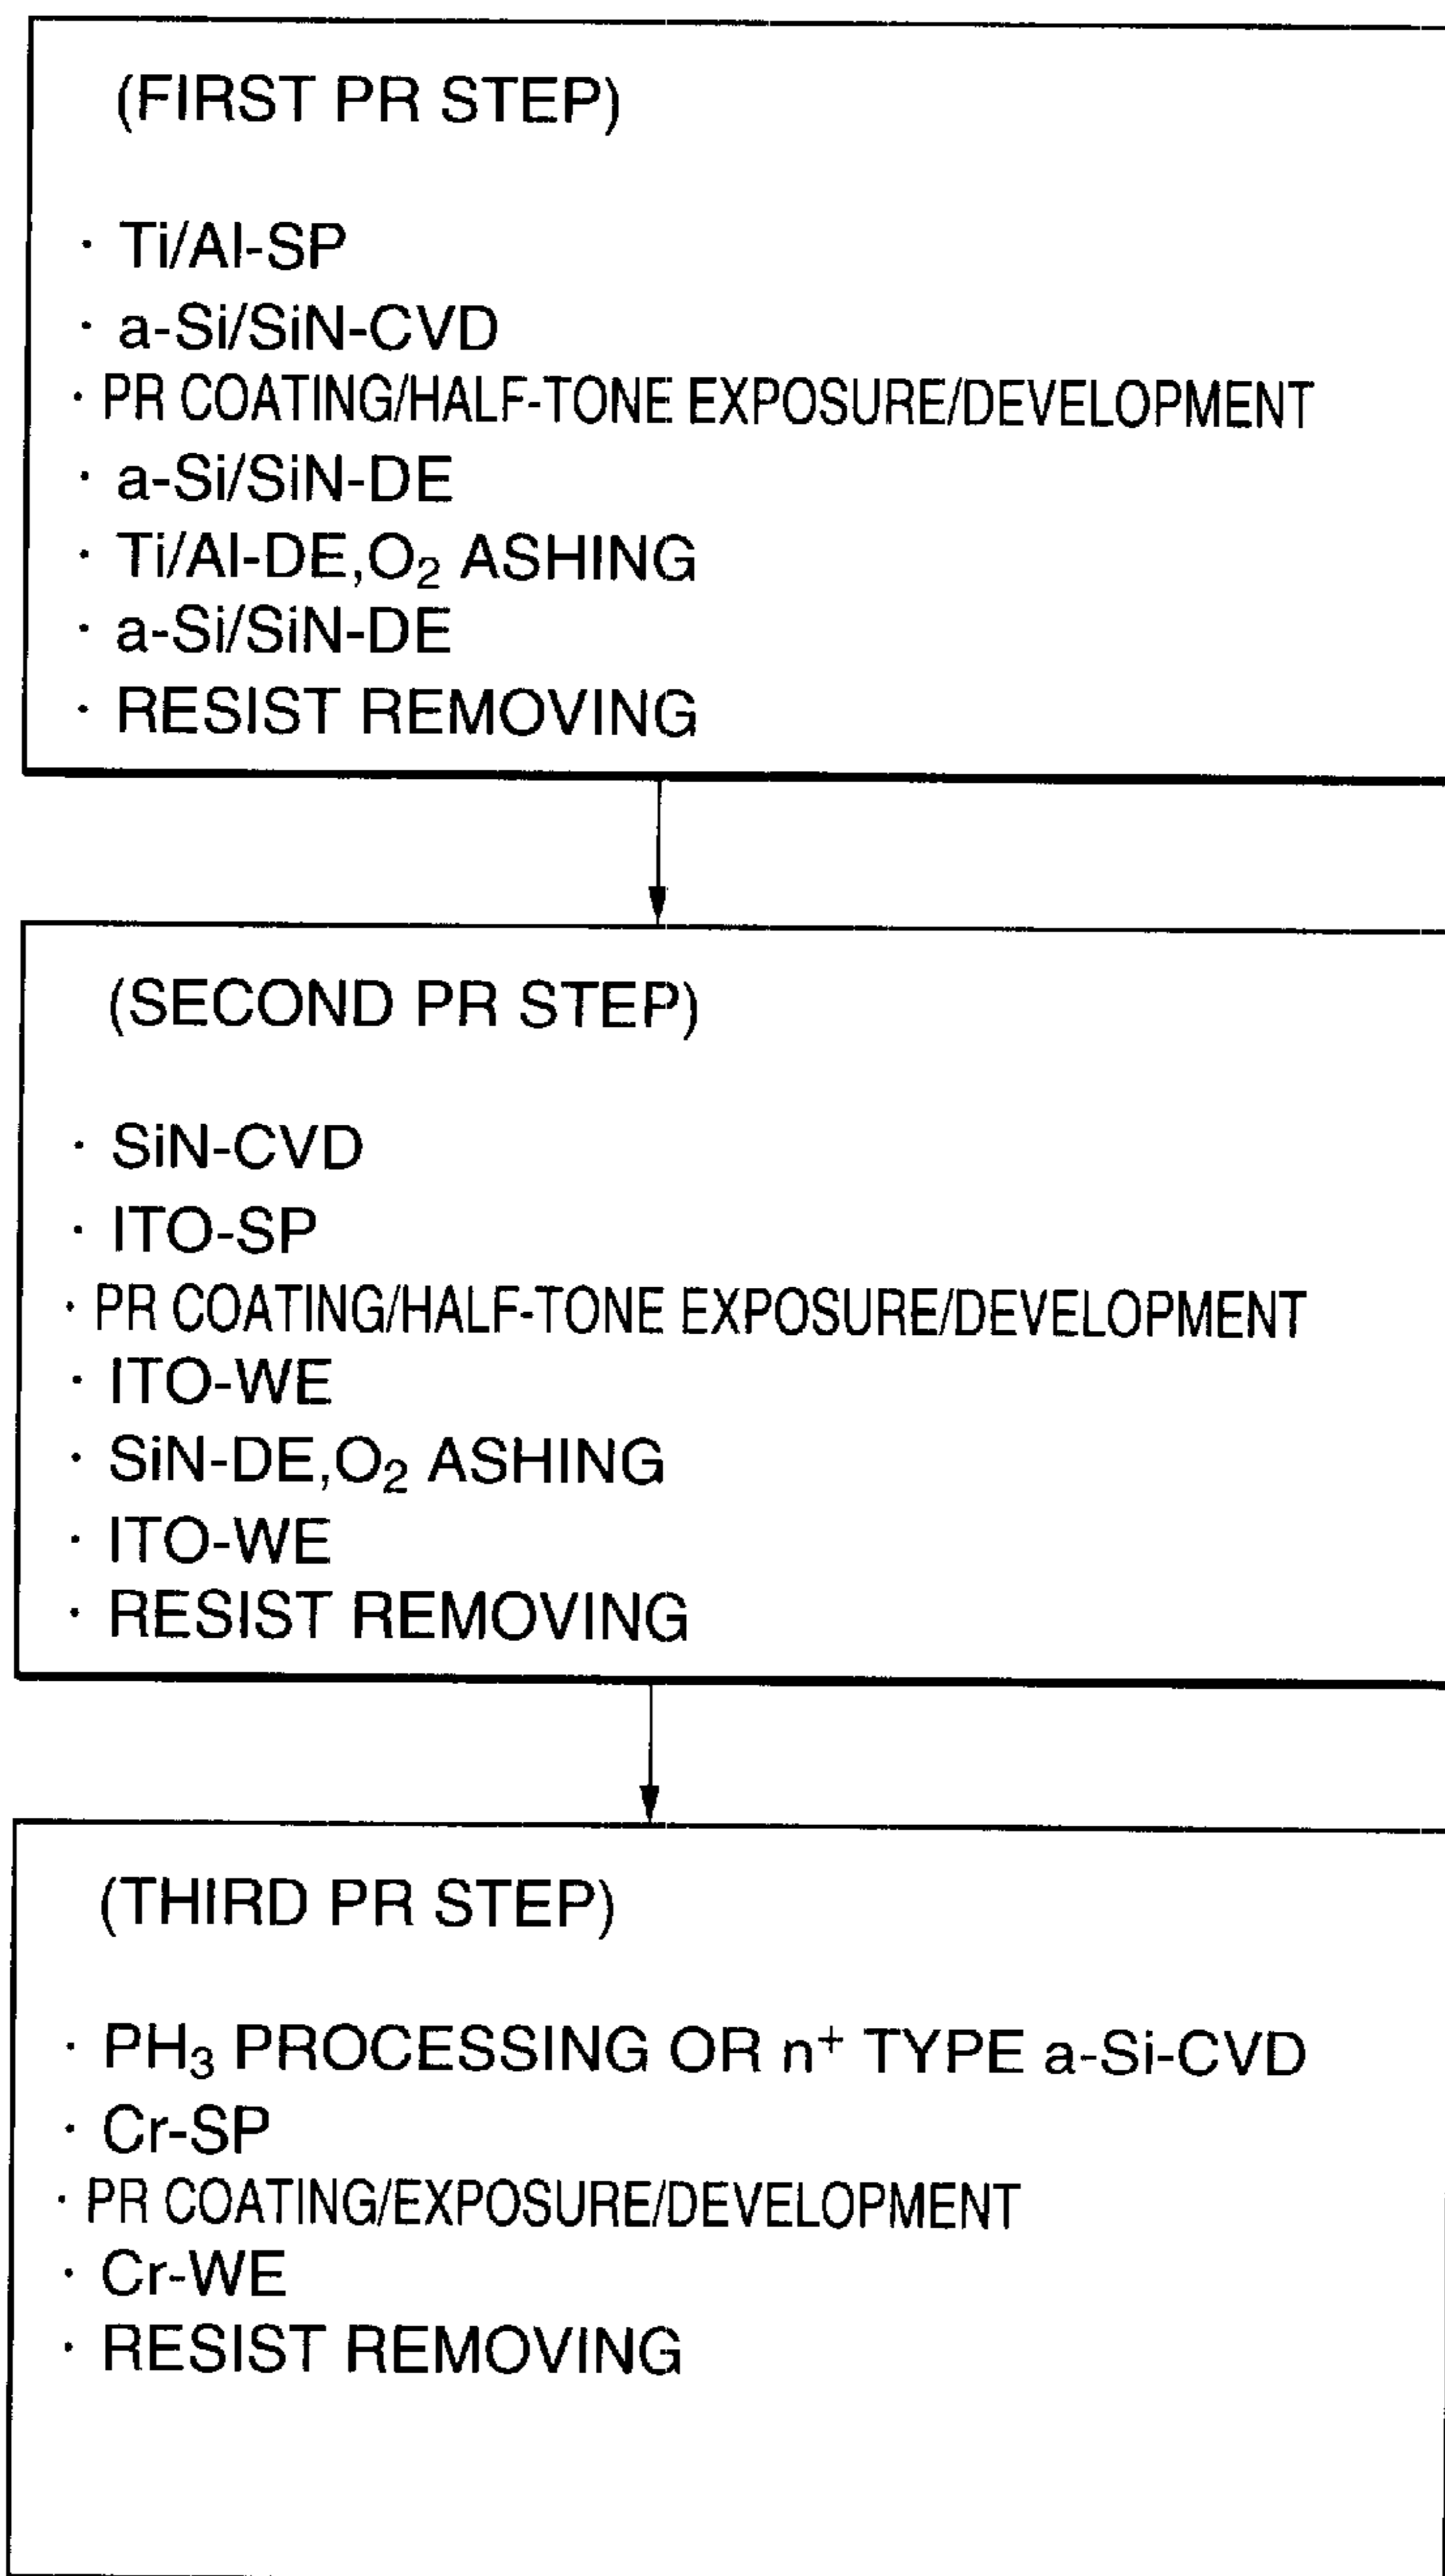 (FIRST PR STEP)
· Ti/Al-SP
· a-Si/SiN-CVD
· PR COATING/HALF-TONE EXPOSURE/DEVELOPMENT
· a-Si/SiN-DE
· Ti/Al-DE,O₂ ASHING
· a-Si/SiN-DE
· RESIST REMOVING
(SECOND PR STEP)
· SiN-CVD
· ITO-SP
· PR COATING/HALF-TONE EXPOSURE/DEVELOPMENT
· ITO-WE
· SiN-DE,O₂ ASHING
· ITO-WE
· RESIST REMOVING
(THIRD PR STEP)
· PH₃ PROCESSING OR n⁺ TYPE a-Si-CVD
· Cr-SP
· PR COATING/EXPOSURE/DEVELOPMENT
· Cr-WE
· RESIST REMOVING